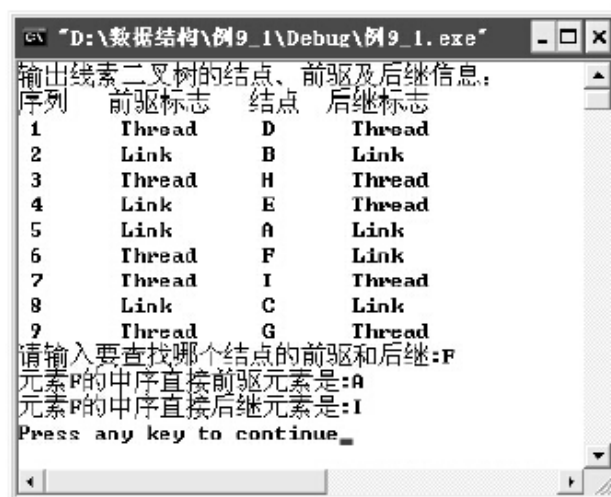 "D:\数据结构\例9_1\Debug\例9_1.exe"
输出线索二叉树的结点、前驱及后继信息:
序列 前驱标志 结点 后继标志
1 Thread D Thread
2 Link B Link
3 Thread H Thread
4 Link E Thread
5 Link A Link
6 Thread F Link
7 Thread I Thread
8 Link C Link
9 Thread G Thread
请输入要查找哪个结点的前驱和后继:F
元素F的中序直接前驱元素是:A
元素F的中序直接后继元素是:I
Press any key to continue_